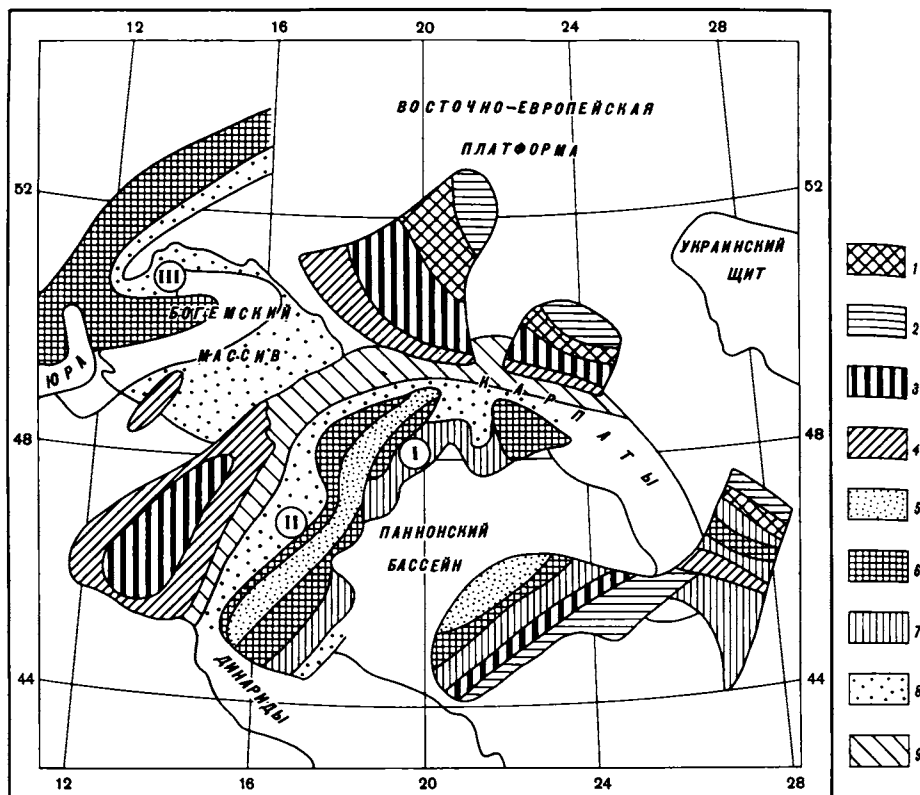 12 16 20 24 28
ВОСТОЧНО-ЕВРОПЕЙСКАЯ
ПЛАТФОРМА
52 52
УКРАИНСКИЙ
ЩИТ
III
БОГЕМСКИЙ
МАССИВ
ЮРА
КАРПАТЫ
48 48
I
II
ПАННОНСКИЙ
БАССЕЙН
ДИНАРИДЫ
44 44
12 16 20 24 28
1
2
3
4
5
6
7
8
9